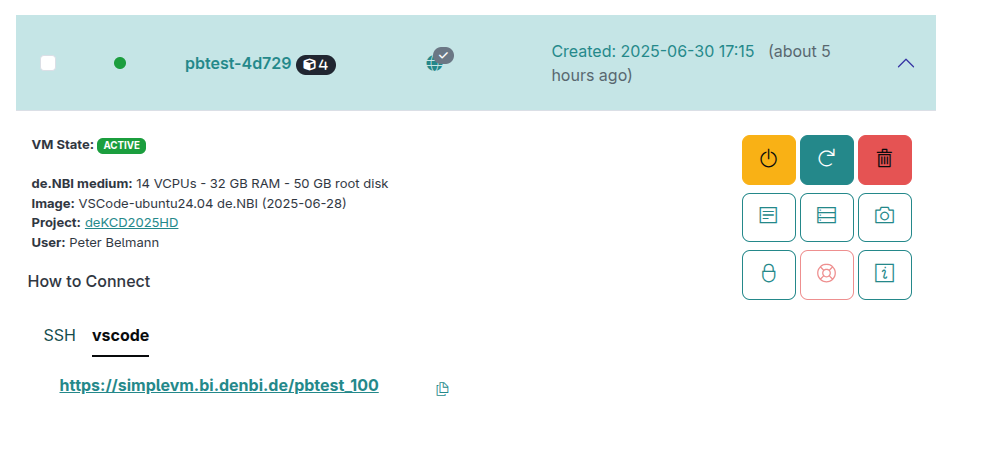 pbtest-4d729 4
Created: 2025-06-30 17:15 (about 5
hours ago)
VM State: ACTIVE
de.NBI medium: 14 VCPUs - 32 GB RAM - 50 GB root disk
Image: VSCode-ubuntu24.04 de.NBI (2025-06-28)
Project: deKCD2025HD
User: Peter Belmann
How to Connect
SSH vscode
https://simplevm.bi.denbi.de/pbtest_100